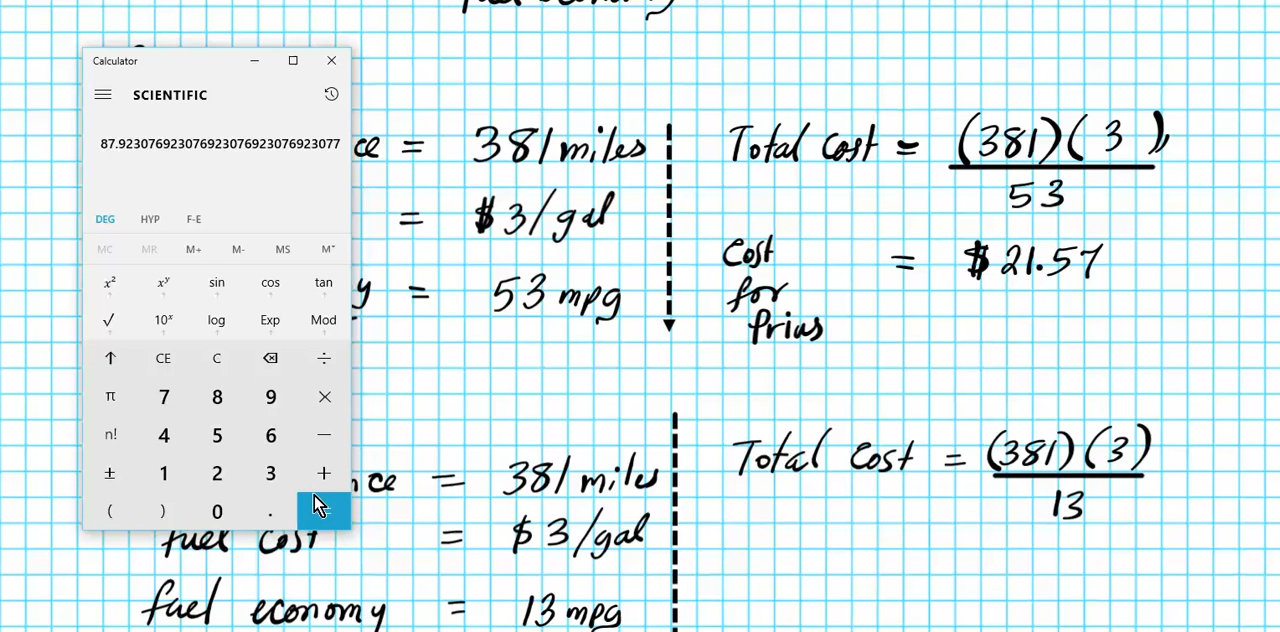 fuel economy
Calculator
SCIENTIFIC
87.923076923076923076923076923077
DEG HYP F-E
MC MR M+ M- MS M˅
x² xʸ sin cos tan
√ 10ˣ log Exp Mod
↑ CE C ⌫ ÷
π 7 8 9 ×
n! 4 5 6 −
± 1 2 3 +
( ) 0 . =
ce = 381 miles
= $3/gal
y = 53 mpg
Total Cost = (381)( 3 )
53
Cost = $ 21.57
for
Prius
nce = 381 miles
fuel cost = $3/gal
fuel economy = 13 mpg
Total Cost = (381)(3)
13